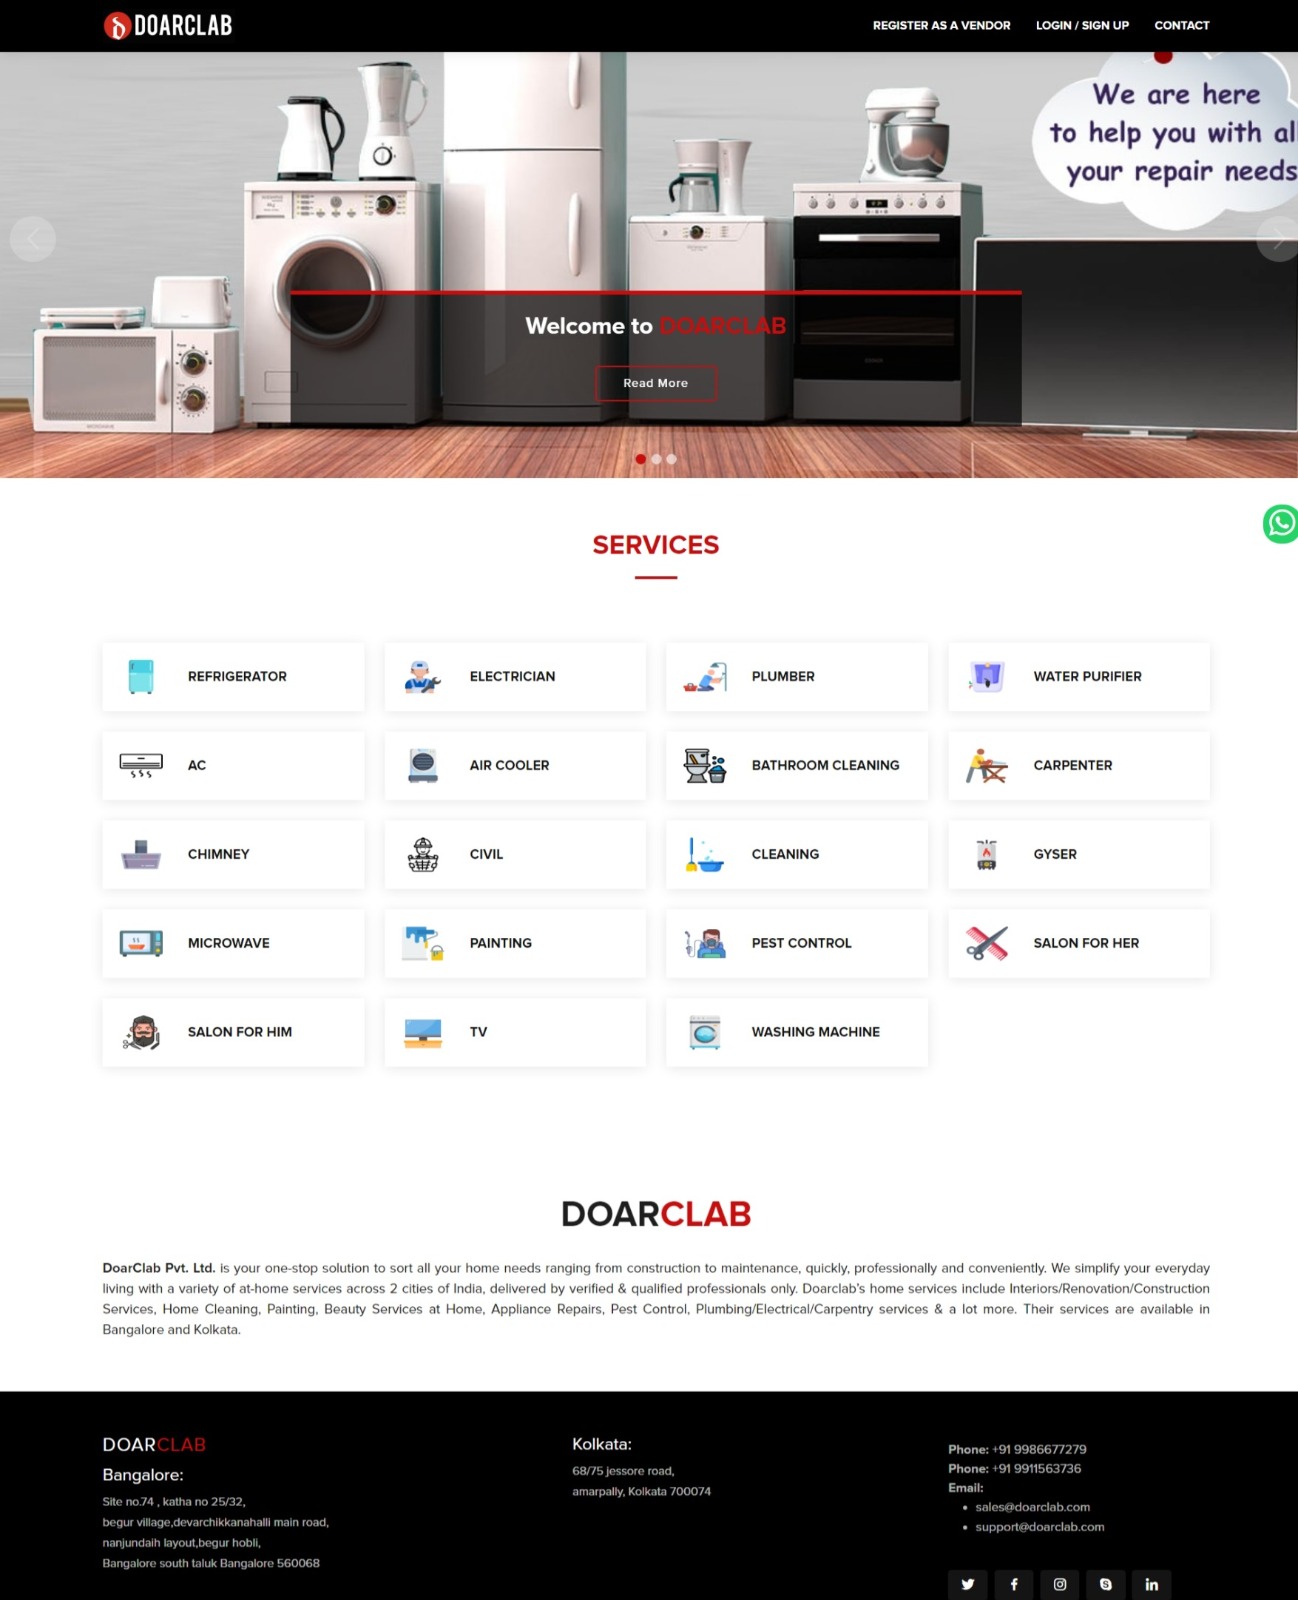 DOARCLAB
REGISTER AS A VENDOR
LOGIN / SIGN UP
CONTACT
We are here
to help you with all
your repair needs
Welcome to DOARCLAB
Read More
SERVICES
REFRIGERATOR
ELECTRICIAN
PLUMBER
WATER PURIFIER
AC
AIR COOLER
BATHROOM CLEANING
CARPENTER
CHIMNEY
CIVIL
CLEANING
GYSER
MICROWAVE
PAINTING
PEST CONTROL
SALON FOR HER
SALON FOR HIM
TV
WASHING MACHINE
DOARCLAB
DoarClab Pvt. Ltd. is your one-stop solution to sort all your home needs ranging from construction to maintenance, quickly, professionally and conveniently. We simplify your everyday
living with a variety of at-home services across 2 cities of India, delivered by verified & qualified professionals only. Doarclab's home services include Interiors/Renovation/Construction
Services, Home Cleaning, Painting, Beauty Services at Home, Appliance Repairs, Pest Control, Plumbing/Electrical/Carpentry services & a lot more. Their services are available in
Bangalore and Kolkata.
DOARCLAB
Bangalore:
Site no.74 , katha no 25/32,
begur village,devarchikkanahalli main road,
nanjundaih layout,begur hobli,
Bangalore south taluk Bangalore 560068
Kolkata:
68/75 jessore road,
amarpally, Kolkata 700074
Phone: +91 9986677279
Phone: +91 9911563736
Email:
sales@doarclab.com
support@doarclab.com